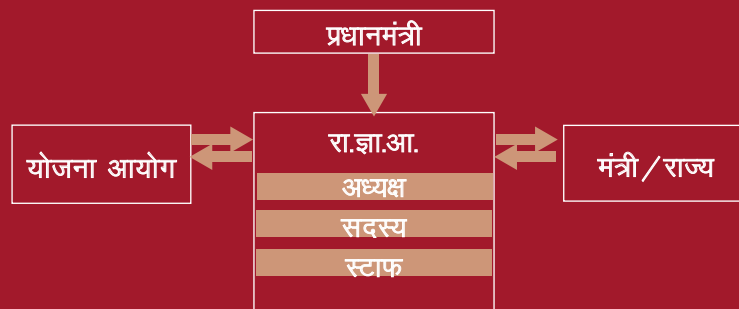 प्रधानमंत्री
रा.ज्ञा.आ.
योजना आयोग
मंत्री/राज्य
अध्यक्ष
सदस्य
स्टाफ